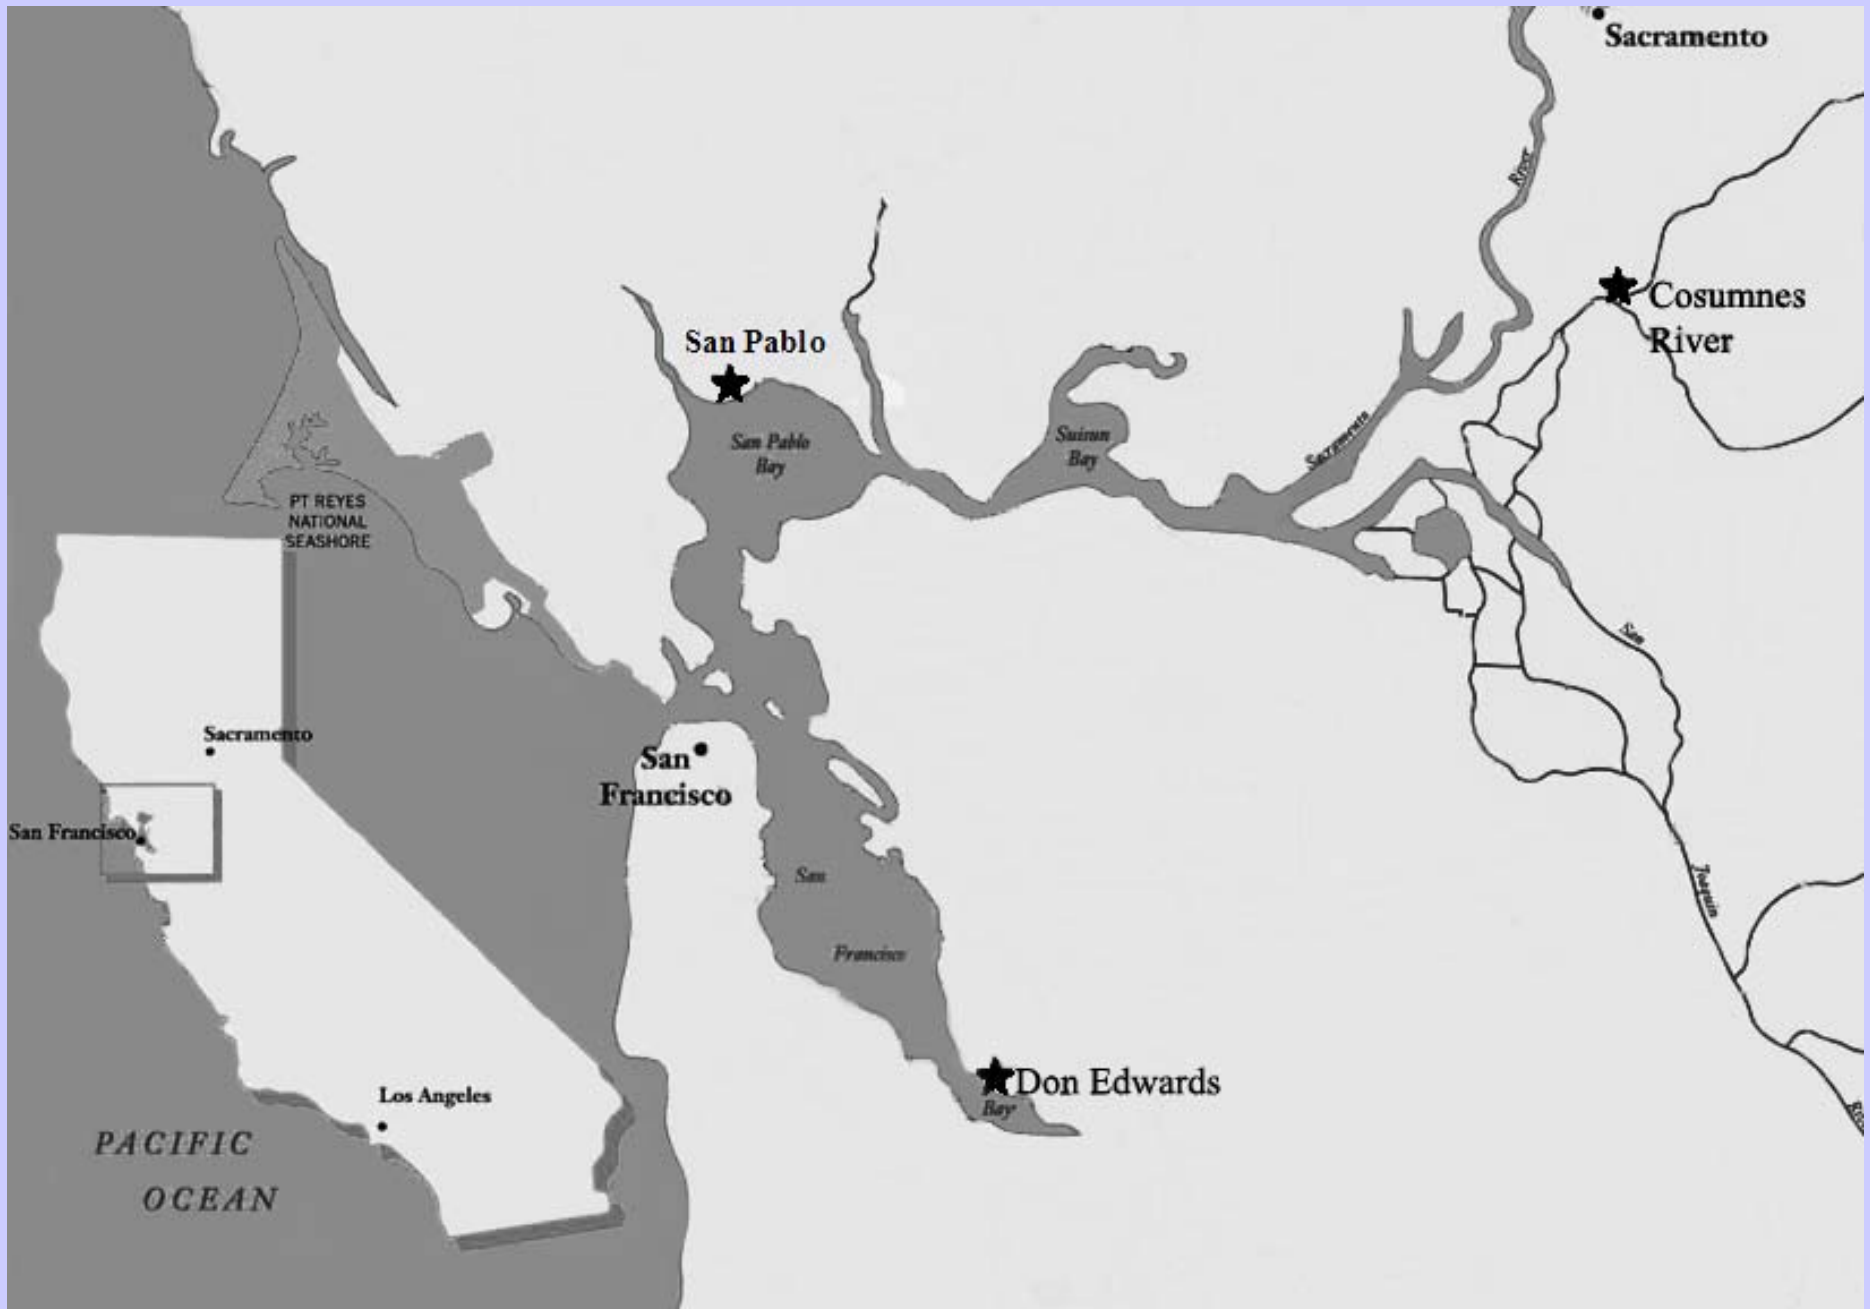 Sacramento
River
Cosumnes
River
San Pablo
San Pablo
Bay
Suisun
Bay
Sacramento
PT REYES
NATIONAL
SEASHORE
San
Sacramento
San
Francisco
San Francisco
San
Joaquin
Francisco
Don Edwards
Bay
Los Angeles
PACIFIC
OCEAN